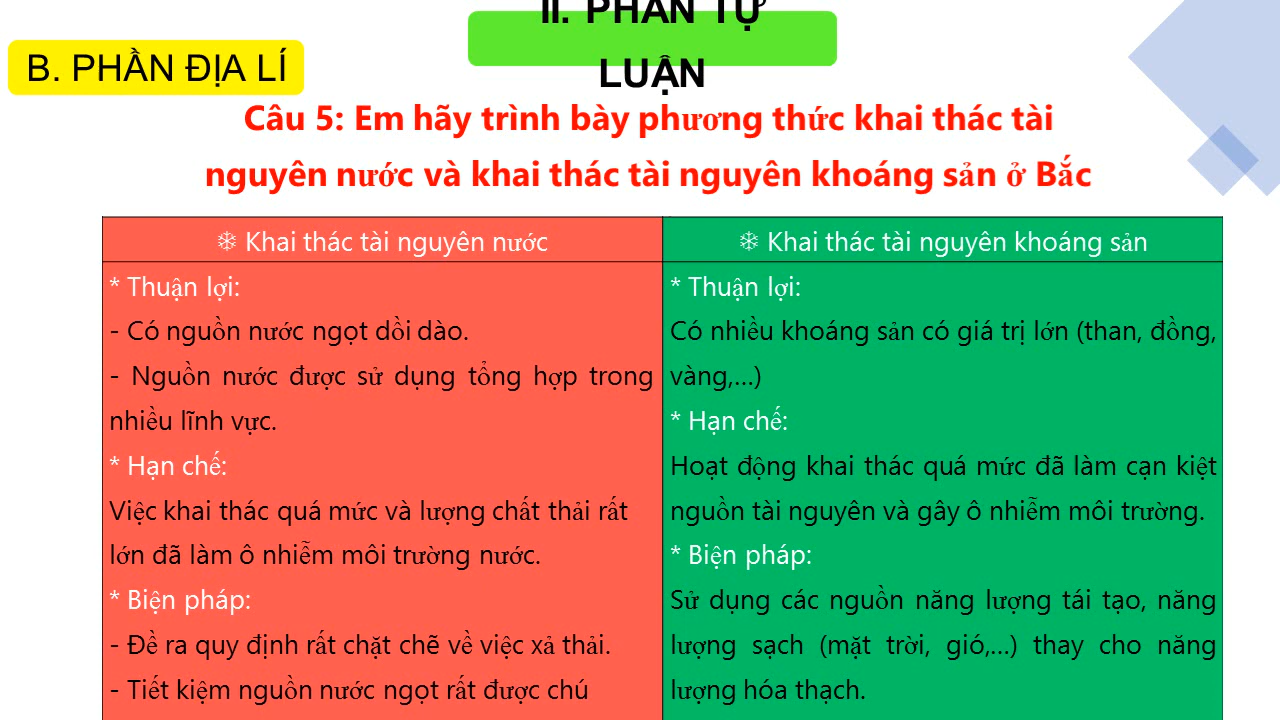 II. PHẦN TỰ
LUẬN
B. PHẦN ĐỊA LÍ
Câu 5: Em hãy trình bày phương thức khai thác tài
nguyên nước và khai thác tài nguyên khoáng sản ở Bắc
❄ Khai thác tài nguyên nước
* Thuận lợi:
- Có nguồn nước ngọt dồi dào.
- Nguồn nước được sử dụng tổng hợp trong
nhiều lĩnh vực.
* Hạn chế:
Việc khai thác quá mức và lượng chất thải rất
lớn đã làm ô nhiễm môi trường nước.
* Biện pháp:
- Đề ra quy định rất chặt chẽ về việc xả thải.
- Tiết kiệm nguồn nước ngọt rất được chú
❄ Khai thác tài nguyên khoáng sản
* Thuận lợi:
Có nhiều khoáng sản có giá trị lớn (than, đồng,
vàng,...)
* Hạn chế:
Hoạt động khai thác quá mức đã làm cạn kiệt
nguồn tài nguyên và gây ô nhiễm môi trường.
* Biện pháp:
Sử dụng các nguồn năng lượng tái tạo, năng
lượng sạch (mặt trời, gió,...) thay cho năng
lượng hóa thạch.